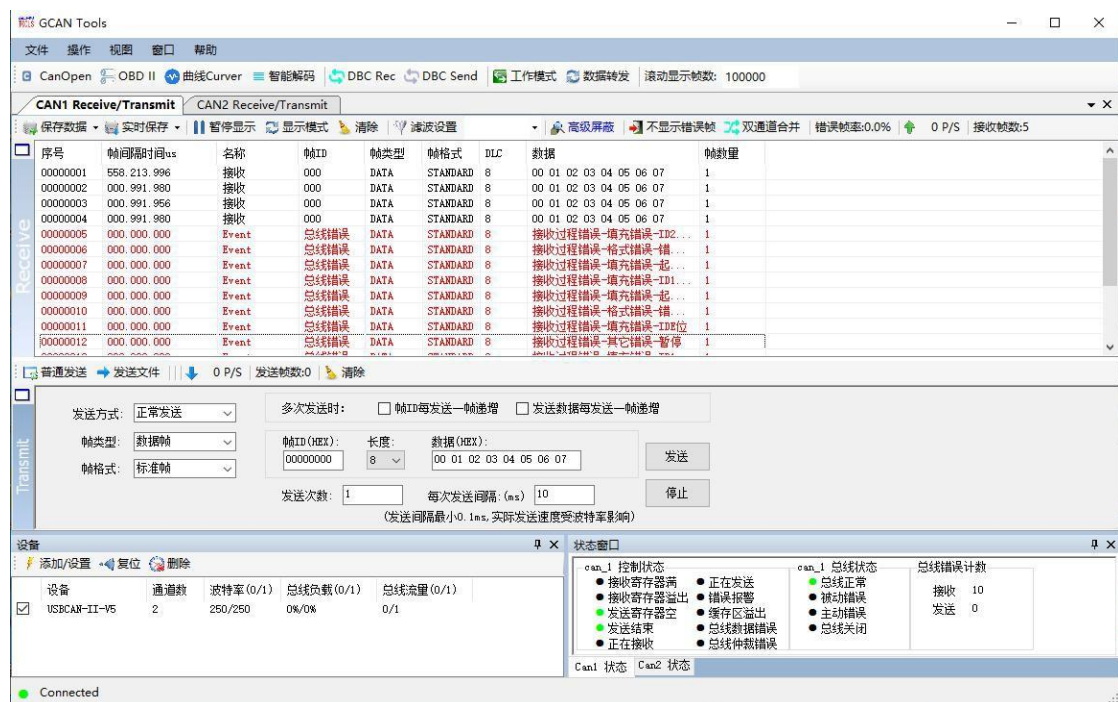 GCAN Tools
文件 操作 视图 窗口 帮助
CanOpen OBD II 曲线Curver 智能解码 DBC Rec DBC Send 工作模式 数据转发 滚动显示帧数: 100000
CAN1 Receive/Transmit CAN2 Receive/Transmit
保存数据 实时保存 暂停显示 显示模式 清除 滤波设置 高级屏蔽 不显示错误帧 双通道合并 错误帧率:0.0% 0 P/S 接收帧数:5
序号 帧间隔时间us 名称 帧ID 帧类型 帧格式 DLC 数据 帧数量
00000001 558.213.996 接收 000 DATA STANDARD 8 00 01 02 03 04 05 06 07 1
00000002 000.991.980 接收 000 DATA STANDARD 8 00 01 02 03 04 05 06 07 1
00000003 000.991.956 接收 000 DATA STANDARD 8 00 01 02 03 04 05 06 07 1
00000004 000.991.980 接收 000 DATA STANDARD 8 00 01 02 03 04 05 06 07 1
00000005 000.000.000 Event 总线错误 DATA STANDARD 8 接收过程错误-填充错误-ID2... 1
00000006 000.000.000 Event 总线错误 DATA STANDARD 8 接收过程错误-格式错误-错... 1
00000007 000.000.000 Event 总线错误 DATA STANDARD 8 接收过程错误-填充错误-起... 1
00000008 000.000.000 Event 总线错误 DATA STANDARD 8 接收过程错误-填充错误-ID1... 1
00000009 000.000.000 Event 总线错误 DATA STANDARD 8 接收过程错误-填充错误-起... 1
00000010 000.000.000 Event 总线错误 DATA STANDARD 8 接收过程错误-格式错误-错... 1
00000011 000.000.000 Event 总线错误 DATA STANDARD 8 接收过程错误-填充错误-IDE位 1
00000012 000.000.000 Event 总线错误 DATA STANDARD 8 接收过程错误-其它错误-暂停 1
Receive
普通发送 发送文件 0 P/S 发送帧数:0 清除
发送方式: 正常发送 多次发送时: 帧ID每发送一帧递增 发送数据每发送一帧递增
帧类型: 数据帧 帧ID(HEX): 长度: 数据(HEX):
帧格式: 标准帧 00000000 8 00 01 02 03 04 05 06 07 发送
发送次数: 1 每次发送间隔:(ms) 10 停止
(发送间隔最小0.1ms,实际发送速度受波特率影响)
Transmit
设备
添加/设置 复位 删除
设备 通道数 波特率(0/1) 总线负载(0/1) 总线流量(0/1)
USBCAN-II-V5 2 250/250 0%/0% 0/1
状态窗口
can_1 控制状态 can_1 总线状态 总线错误计数
接收寄存器满 正在发送 总线正常 接收 10
接收寄存器溢出 错误报警 被动错误 发送 0
发送寄存器空 缓存区溢出 主动错误
发送结束 总线数据错误 总线关闭
正在接收 总线仲裁错误
Can1 状态 Can2 状态
Connected